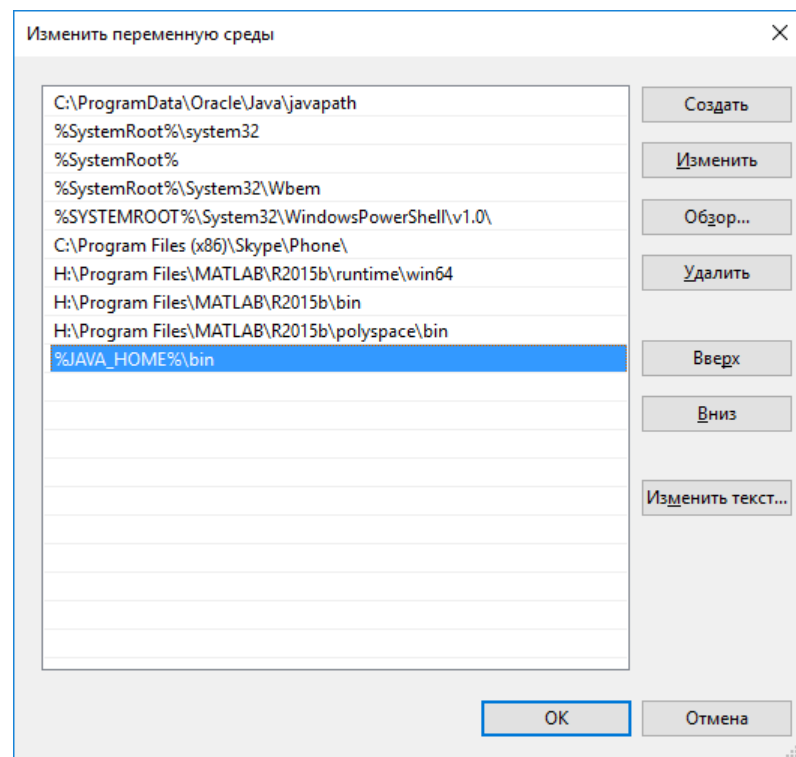 Изменить переменную среды
C:\ProgramData\Oracle\Java\javapath
%SystemRoot%\system32
%SystemRoot%
%SystemRoot%\System32\Wbem
%SYSTEMROOT%\System32\WindowsPowerShell\v1.0\
C:\Program Files (x86)\Skype\Phone\
H:\Program Files\MATLAB\R2015b\runtime\win64
H:\Program Files\MATLAB\R2015b\bin
H:\Program Files\MATLAB\R2015b\polyspace\bin
%JAVA_HOME%\bin
Создать
Изменить
Обзор...
Удалить
Вверх
Вниз
Изменить текст...
ОК
Отмена